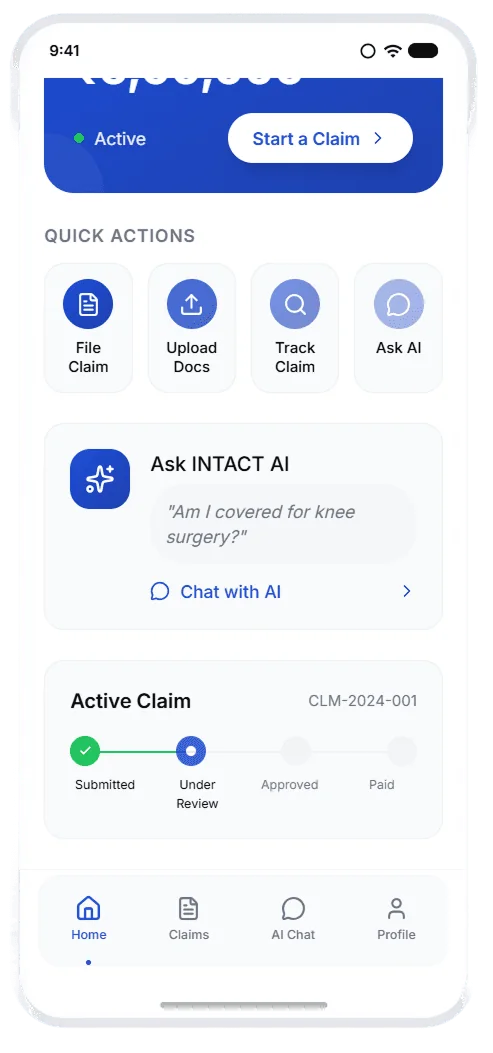 9:41
Active
Start a Claim
QUICK ACTIONS
File
Claim
Upload
Docs
Track
Claim
Ask AI
Ask INTACT AI
"Am I covered for knee
surgery?"
Chat with AI
Active Claim
CLM-2024-001
Submitted
Under
Review
Approved
Paid
Home
Claims
AI Chat
Profile